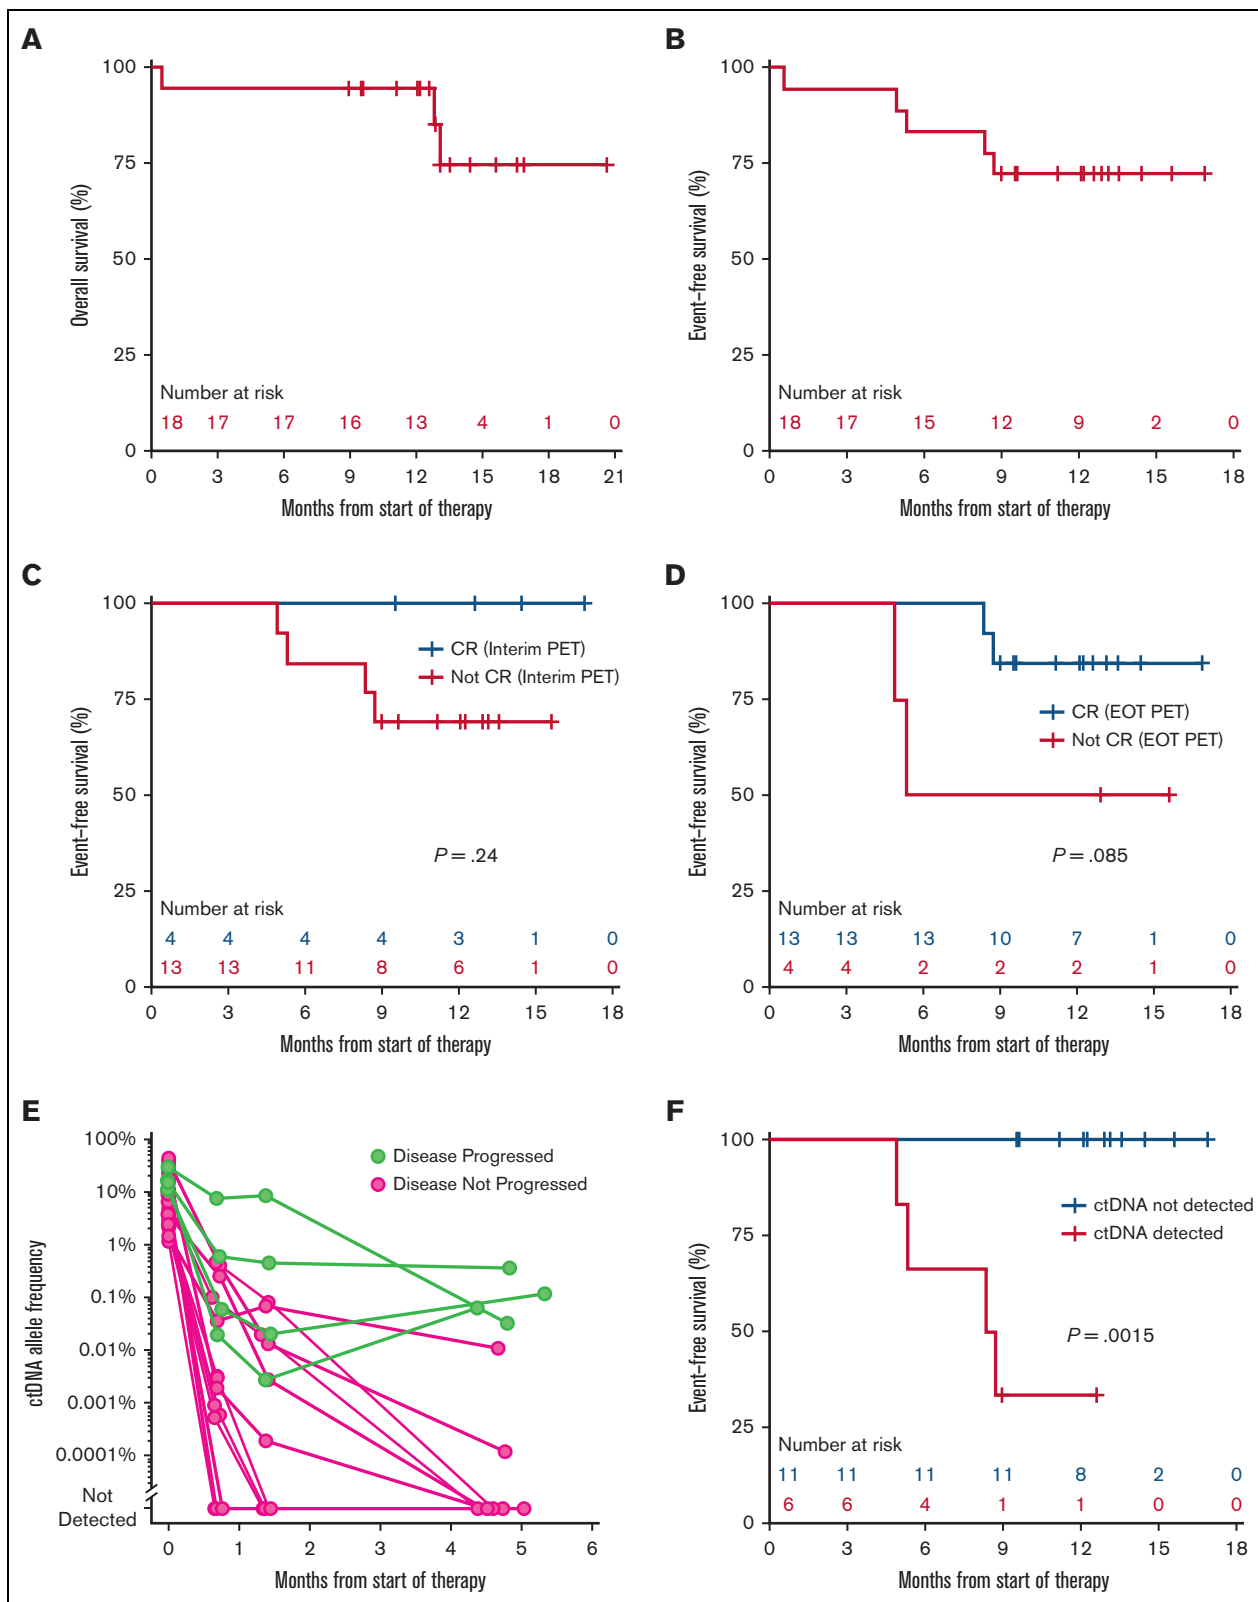 A
100
75
50
25
0
Overall survival (%)
Number at risk
18 17 17 16 13 4 1 0
0 3 6 9 12 15 18 21
Months from start of therapy
B
100
75
50
25
0
Event-free survival (%)
Number at risk
18 17 15 12 9 2 0
0 3 6 9 12 15 18
Months from start of therapy
C
100
75
50
25
0
Event-free survival (%)
CR (Interim PET)
Not CR (Interim PET)
P = .24
Number at risk
4 4 4 4 3 1 0
13 13 11 8 6 1 0
0 3 6 9 12 15 18
Months from start of therapy
D
100
75
50
25
0
Event-free survival (%)
CR (EOT PET)
Not CR (EOT PET)
P = .085
Number at risk
13 13 13 10 7 1 0
4 4 2 2 2 1 0
0 3 6 9 12 15 18
Months from start of therapy
E
100%
10%
1%
0.1%
0.01%
0.001%
0.0001%
Not
Detected
ctDNA allele frequency
Disease Progressed
Disease Not Progressed
0 1 2 3 4 5 6
Months from start of therapy
F
100
75
50
25
0
Event-free survival (%)
ctDNA not detected
ctDNA detected
P = .0015
Number at risk
11 11 11 11 8 2 0
6 6 4 1 1 0 0
0 3 6 9 12 15 18
Months from start of therapy